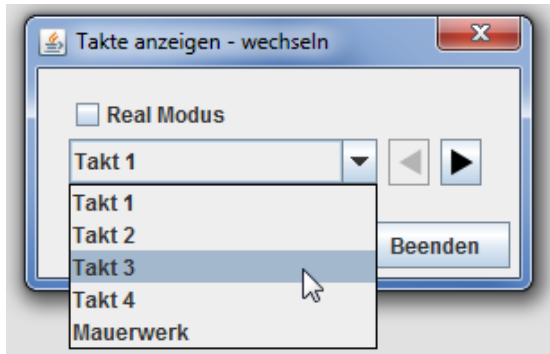 Takte anzeigen - wechseln
Real Modus
Takt 1
Takt 1
Takt 2
Takt 3
Takt 4
Mauerwerk
Beenden